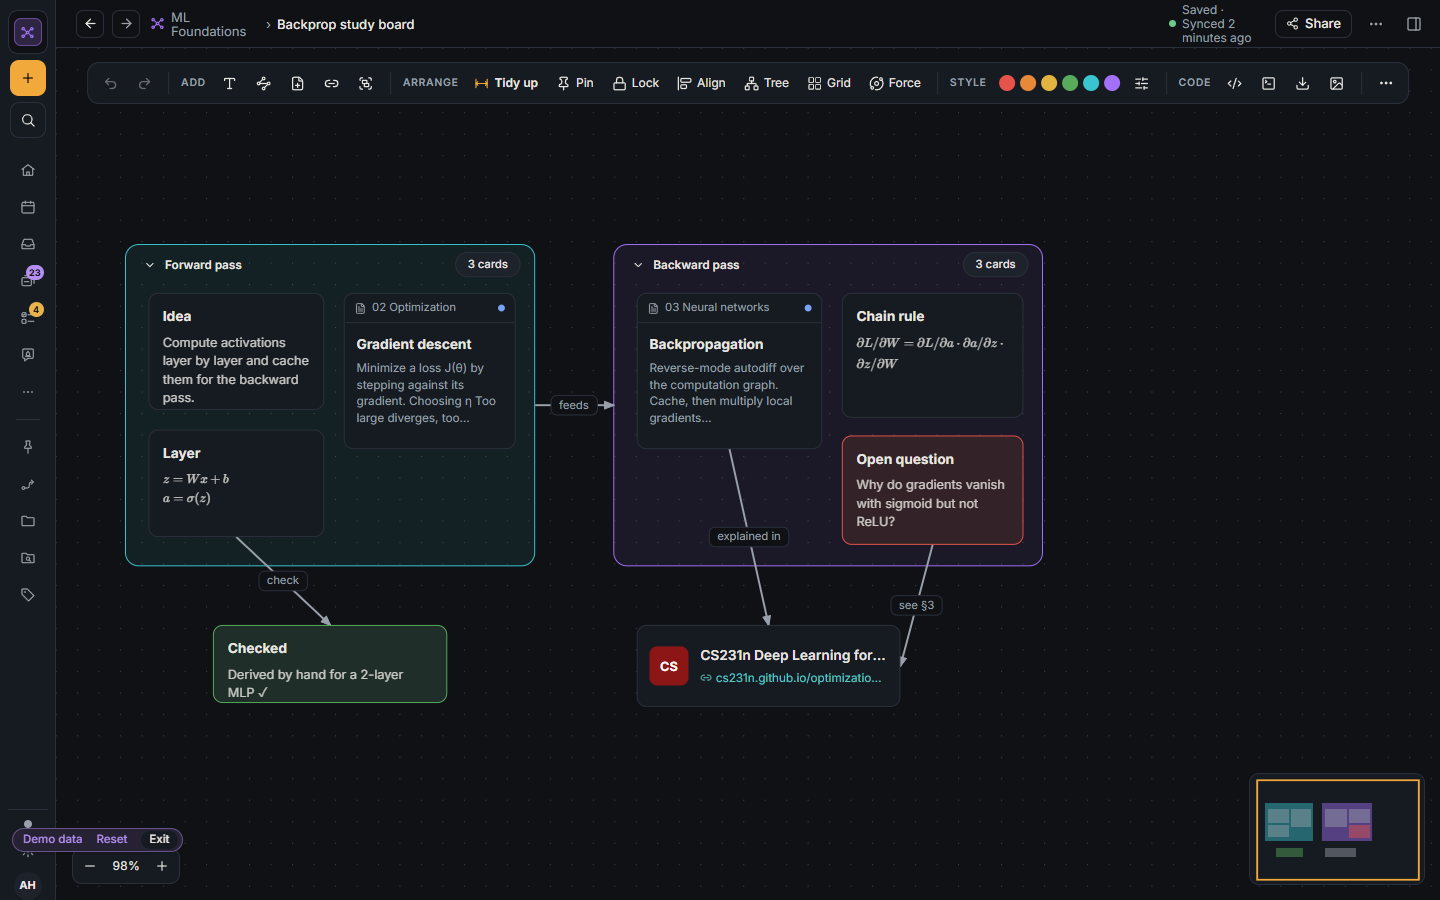 ML
Foundations
› Backprop study board
Saved ·
Synced 2
minutes ago
Share
ADD
ARRANGE
Tidy up
Pin
Lock
Align
Tree
Grid
Force
STYLE
CODE
23
4
Forward pass
3 cards
Idea
Compute activations
layer by layer and cache
them for the backward
pass.
02 Optimization
Gradient descent
Minimize a loss J(θ) by
stepping against its
gradient. Choosing η Too
large diverges, too...
Layer
z = Wx + b
a = σ(z)
feeds
Backward pass
3 cards
03 Neural networks
Backpropagation
Reverse-mode autodiff over
the computation graph.
Cache, then multiply local
gradients...
Chain rule
∂L/∂W = ∂L/∂a · ∂a/∂z ·
∂z/∂W
Open question
Why do gradients vanish
with sigmoid but not
ReLU?
explained in
check
see §3
Checked
Derived by hand for a 2-layer
MLP ✓
CS
CS231n Deep Learning for...
cs231n.github.io/optimizatio...
Demo data
Reset
Exit
98%
AH